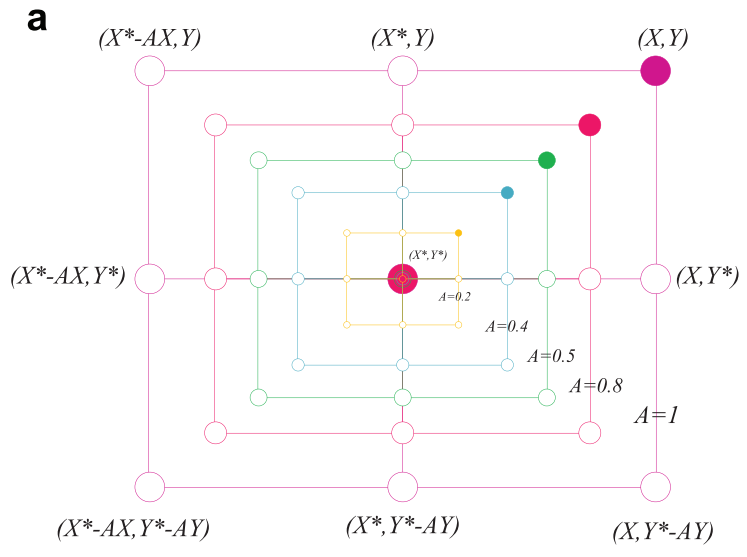 a
(X*-AX,Y)
(X*,Y)
(X,Y)
(X*-AX,Y*)
(X*,Y*)
(X,Y*)
A=0.2
A=0.4
A=0.5
A=0.8
A=1
(X*-AX,Y*-AY)
(X*,Y*-AY)
(X,Y*-AY)